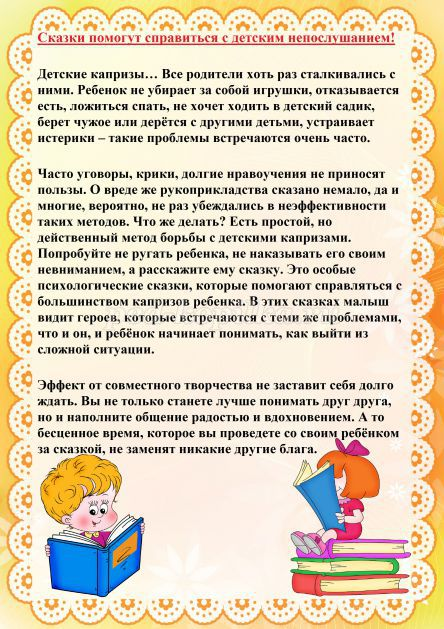 Сказки помогут справиться с детским непослушанием!
Детские капризы… Все родители хоть раз сталкивались с
ними. Ребенок не убирает за собой игрушки, отказывается
есть, ложиться спать, не хочет ходить в детский садик,
берет чужое или дерётся с другими детьми, устраивает
истерики – такие проблемы встречаются очень часто.
Часто уговоры, крики, долгие нравоучения не приносят
пользы. О вреде же рукоприкладства сказано немало, да и
многие, вероятно, не раз убеждались в неэффективности
таких методов. Что же делать? Есть простой, но
действенный метод борьбы с детскими капризами.
Попробуйте не ругать ребенка, не наказывать его своим
невниманием, а расскажите ему сказку. Это особые
психологические сказки, которые помогают справляться с
большинством капризов ребенка. В этих сказках малыш
видит героев, которые встречаются с теми же проблемами,
что и он, и ребёнок начинает понимать, как выйти из
сложной ситуации.
Эффект от совместного творчества не заставит себя долго
ждать. Вы не только станете лучше понимать друг друга,
но и наполните общение радостью и вдохновением. А то
бесценное время, которое вы проведете со своим ребёнком
за сказкой, не заменят никакие другие блага.